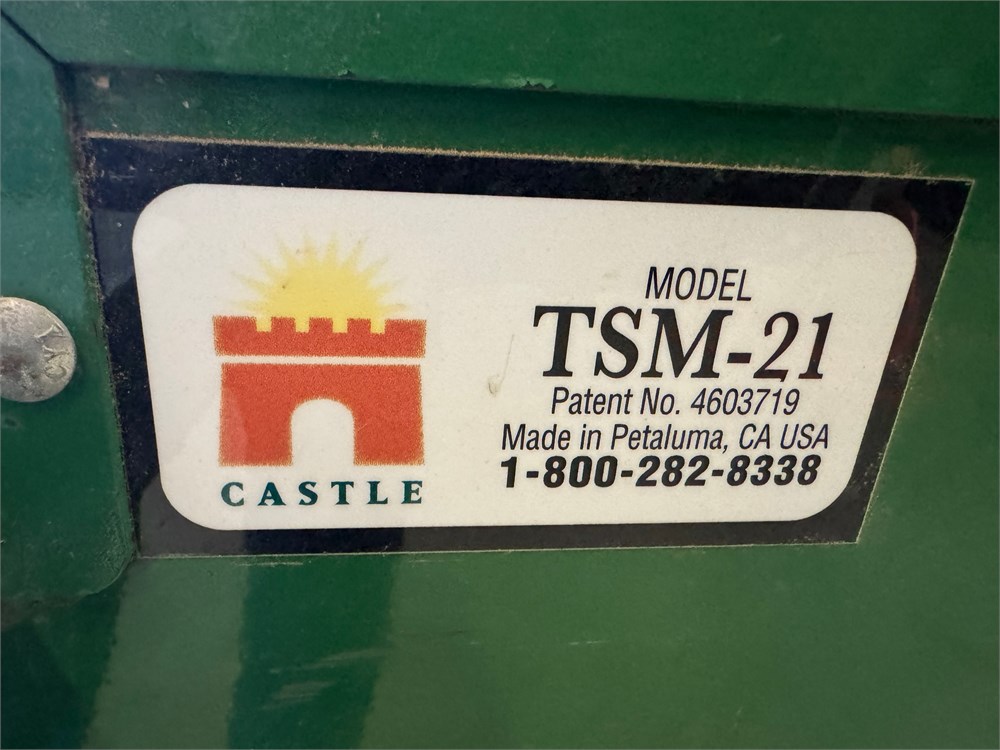 MODEL
TSM-21
Patent No. 4603719
Made in Petaluma, CA USA
1-800-282-8338
CASTLE